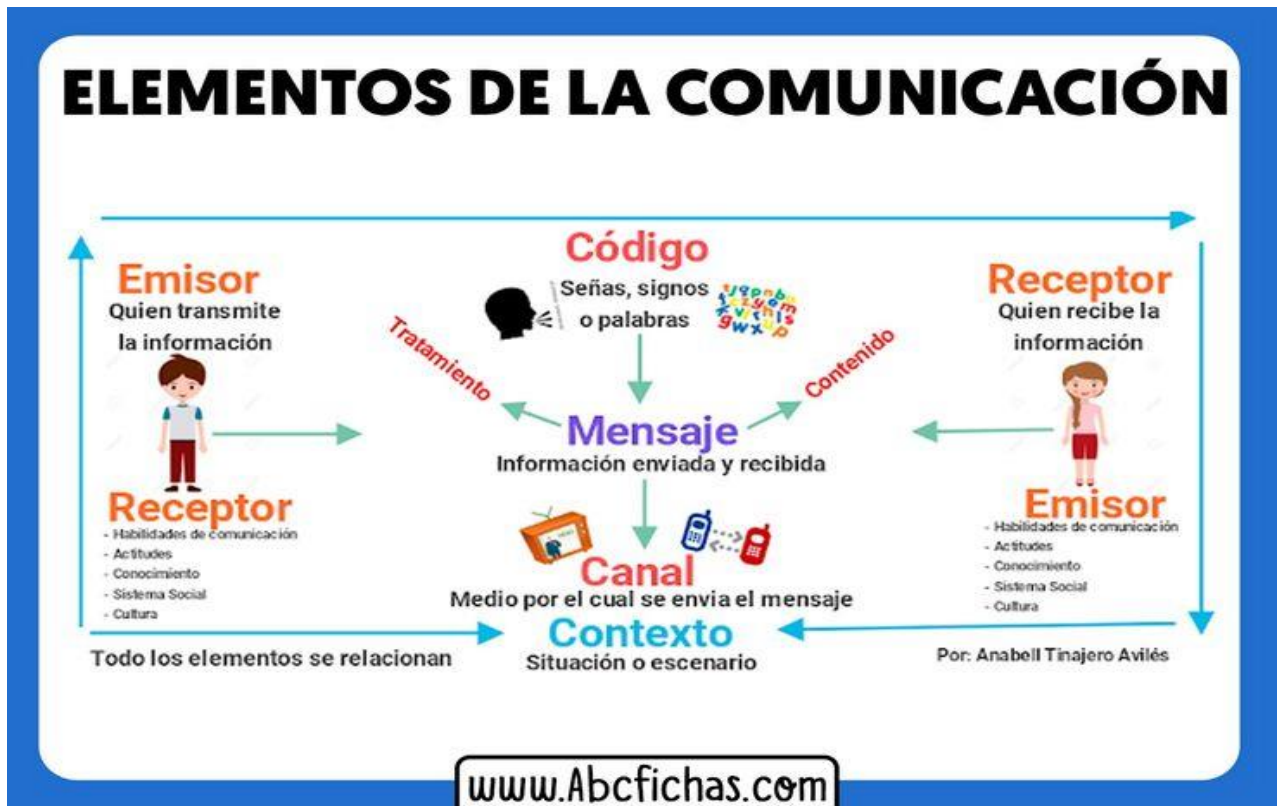 ELEMENTOS DE LA COMUNICACIÓN
Emisor
Quien transmite
la información
Receptor
- Habilidades de comunicación
- Actitudes
- Conocimiento
- Sistema Social
- Cultura
Código
Señas, signos
o palabras
Tratamiento
Contenido
Mensaje
Información enviada y recibida
Canal
Medio por el cual se envia el mensaje
Contexto
Situación o escenario
Receptor
Quien recibe la
información
Emisor
- Habilidades de comunicación
- Actitudes
- Conocimiento
- Sistema Social
- Cultura
Todo los elementos se relacionan
Por: Anabell Tinajero Avilés
www.Abcfichas.com